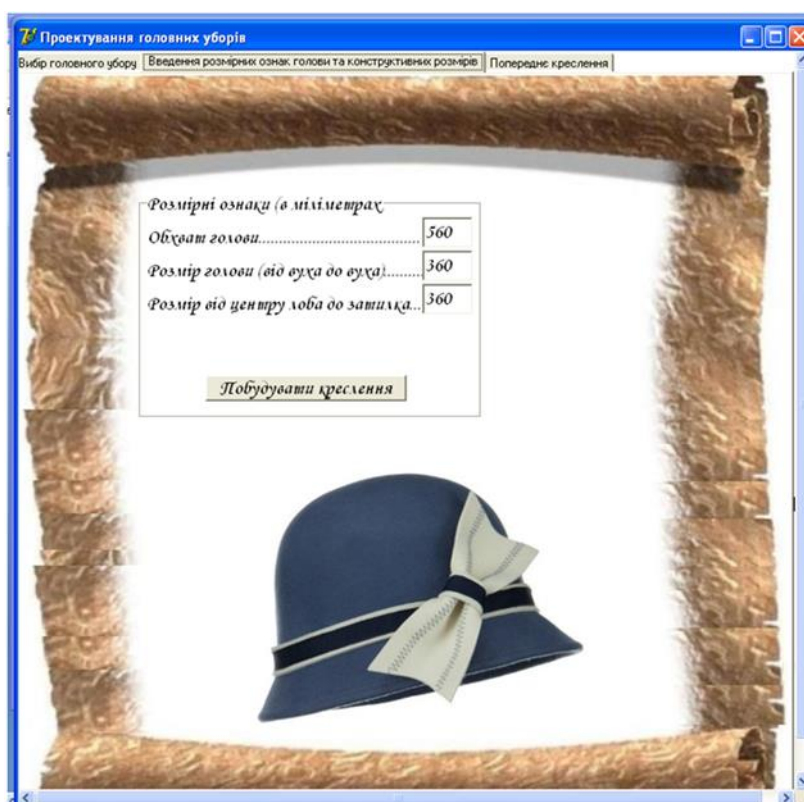 Проектування головних уборів
Вибір головного убору Введення розмірних ознак голови та конструктивних розмірів Попереднє креслення
Розмірні ознаки (в міліметрах
Обхват голови............................................ 560
Розмір голови (від вуха до вуха).......... 360
Розмір від центру лоба до затилка... 360
Побудувати креслення